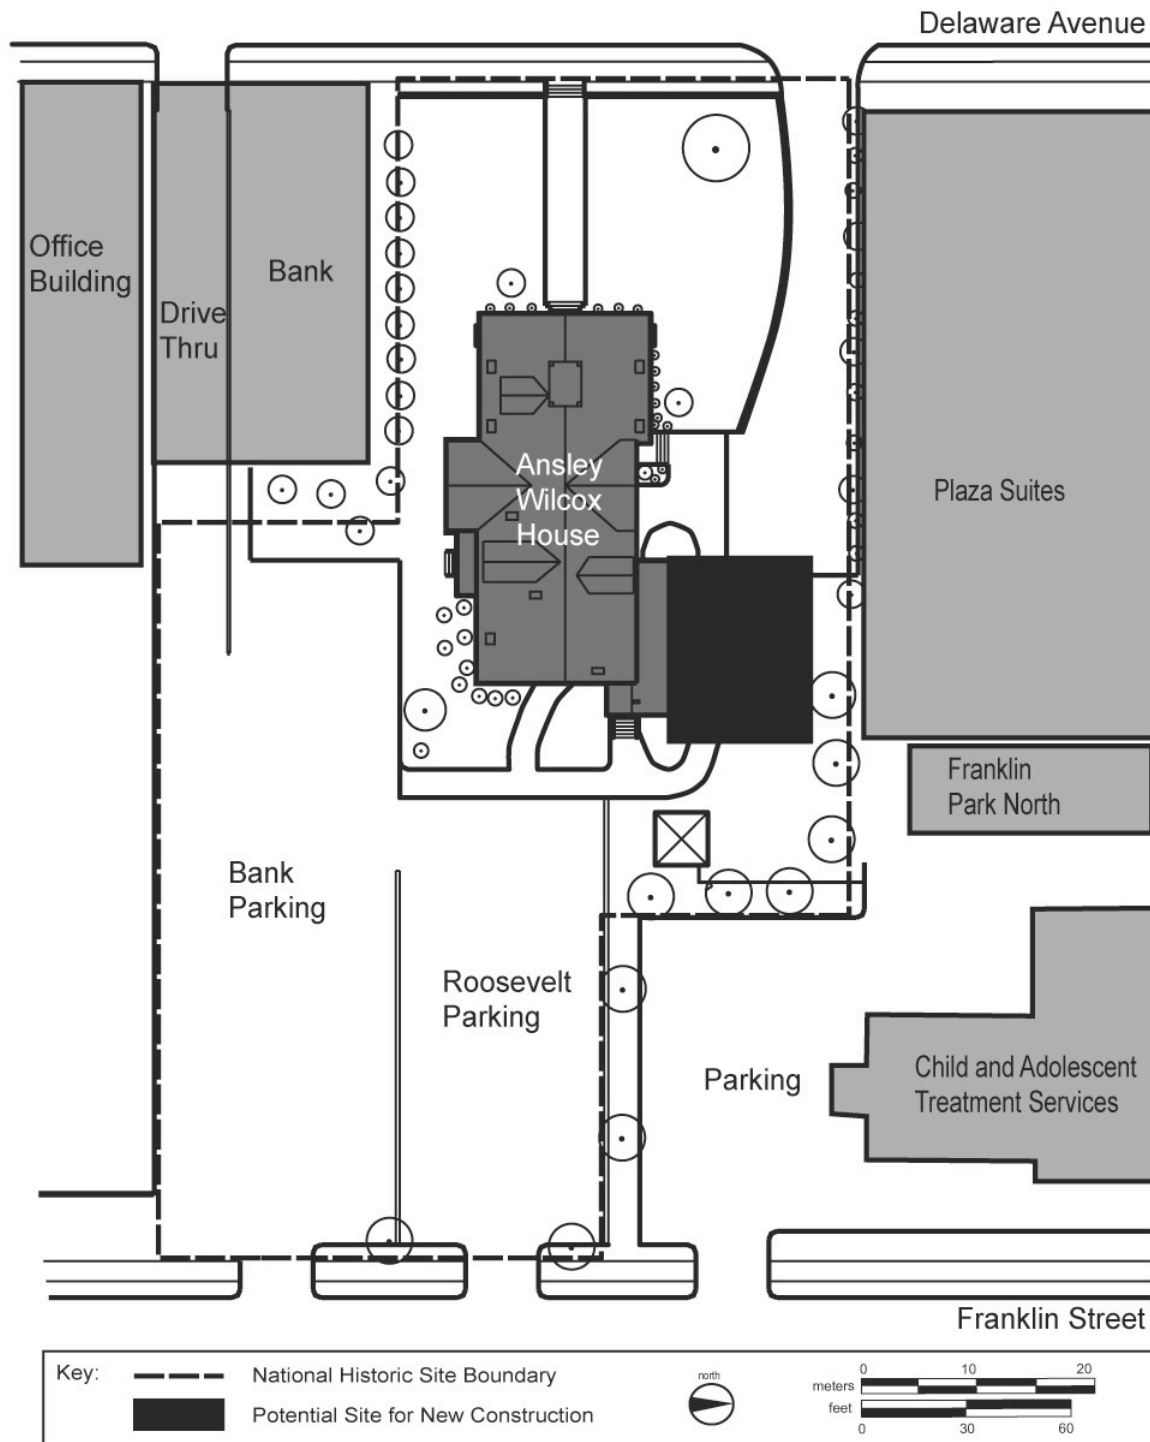 Delaware Avenue
Office
Building
Drive
Thru
Bank
Ansley
Wilcox
House
Plaza Suites
Franklin
Park North
Bank
Parking
Roosevelt
Parking
Parking
Child and Adolescent
Treatment Services
Franklin Street
Key:
National Historic Site Boundary
Potential Site for New Construction
north
0 10 20
meters
feet
0 30 60